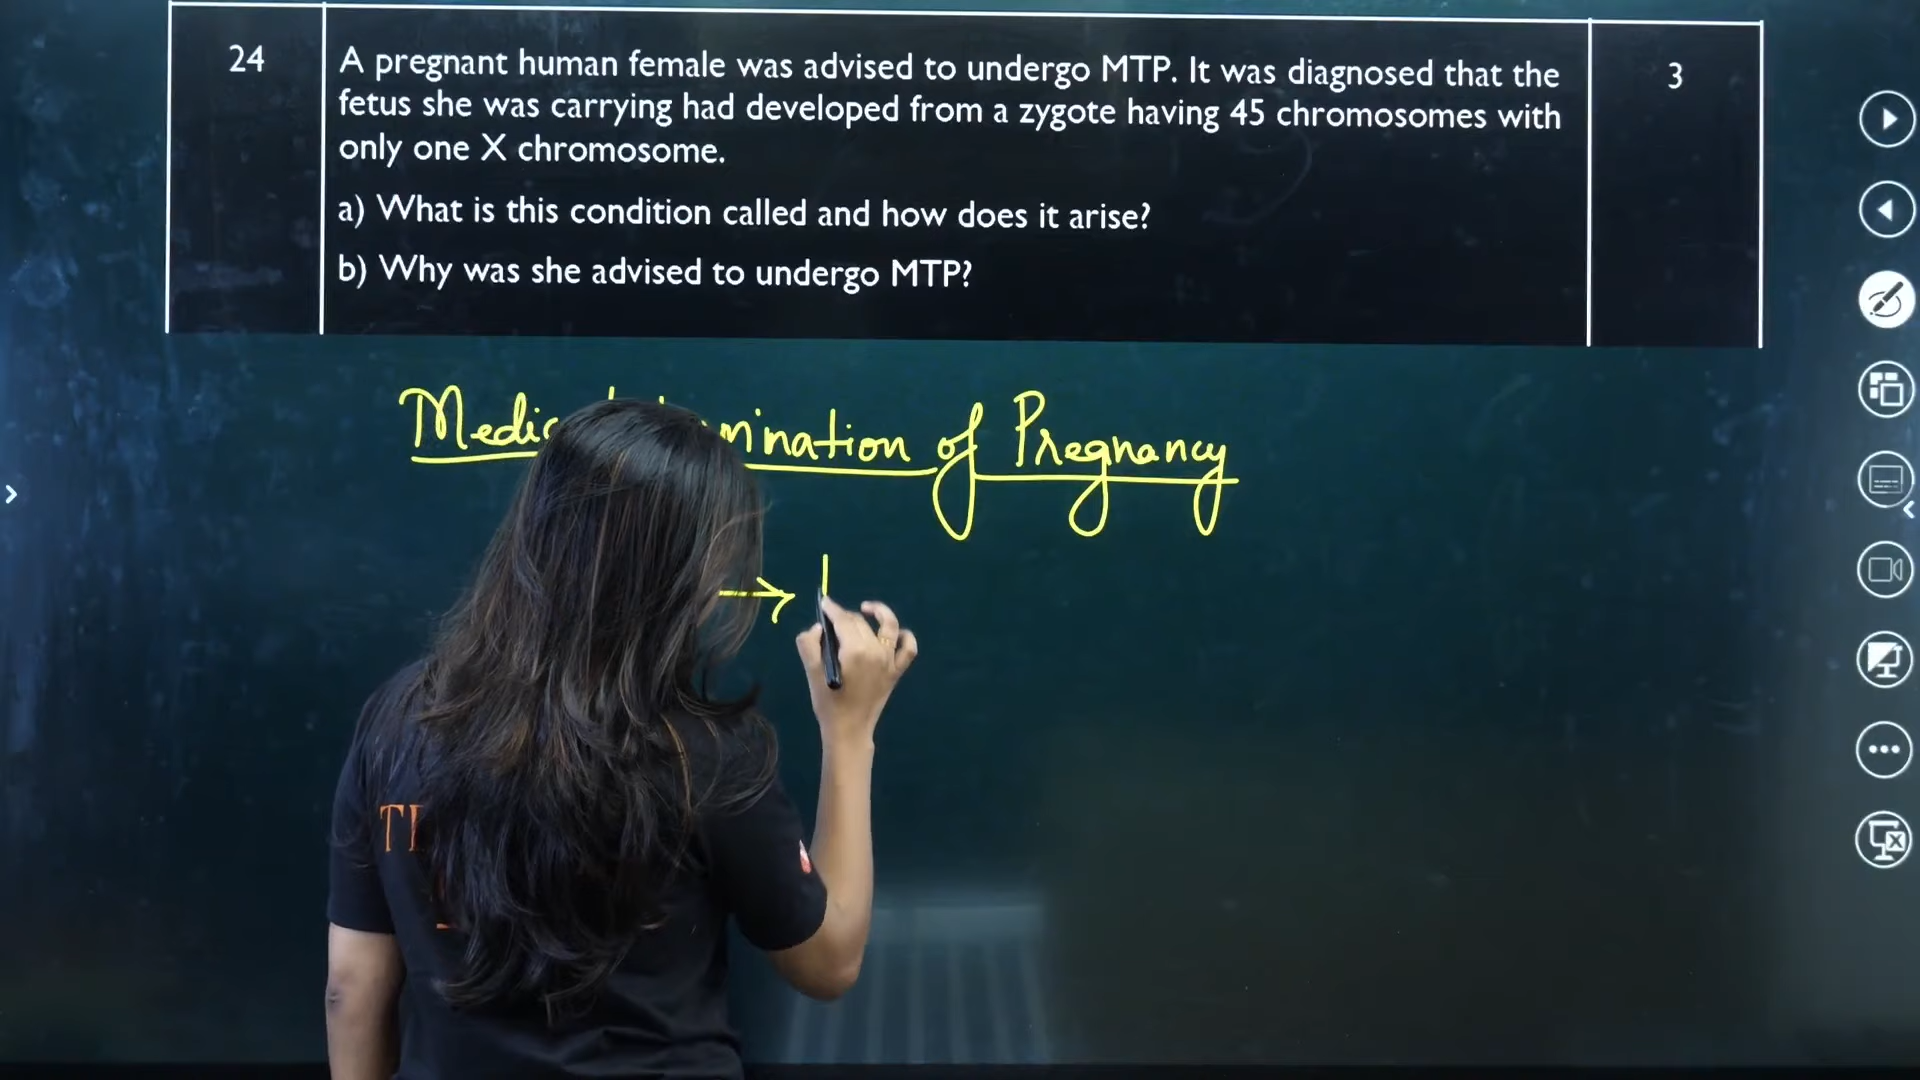 24
A pregnant human female was advised to undergo MTP. It was diagnosed that the
3
fetus she was carrying had developed from a zygote having 45 chromosomes with
only one X chromosome.
a) What is this condition called and how does it arise?
b) Why was she advised to undergo MTP?
of Pregnancy